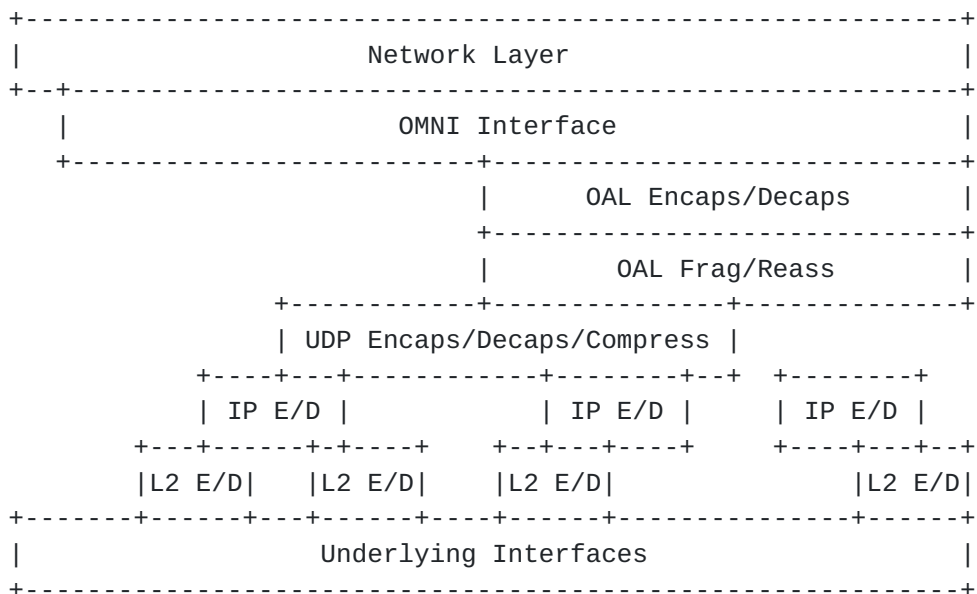 Network Layer
OMNI Interface
OAL Encaps/Decaps
OAL Frag/Reass
UDP Encaps/Decaps/Compress
IP E/D IP E/D IP E/D
L2 E/D L2 E/D L2 E/D L2 E/D
Underlying Interfaces